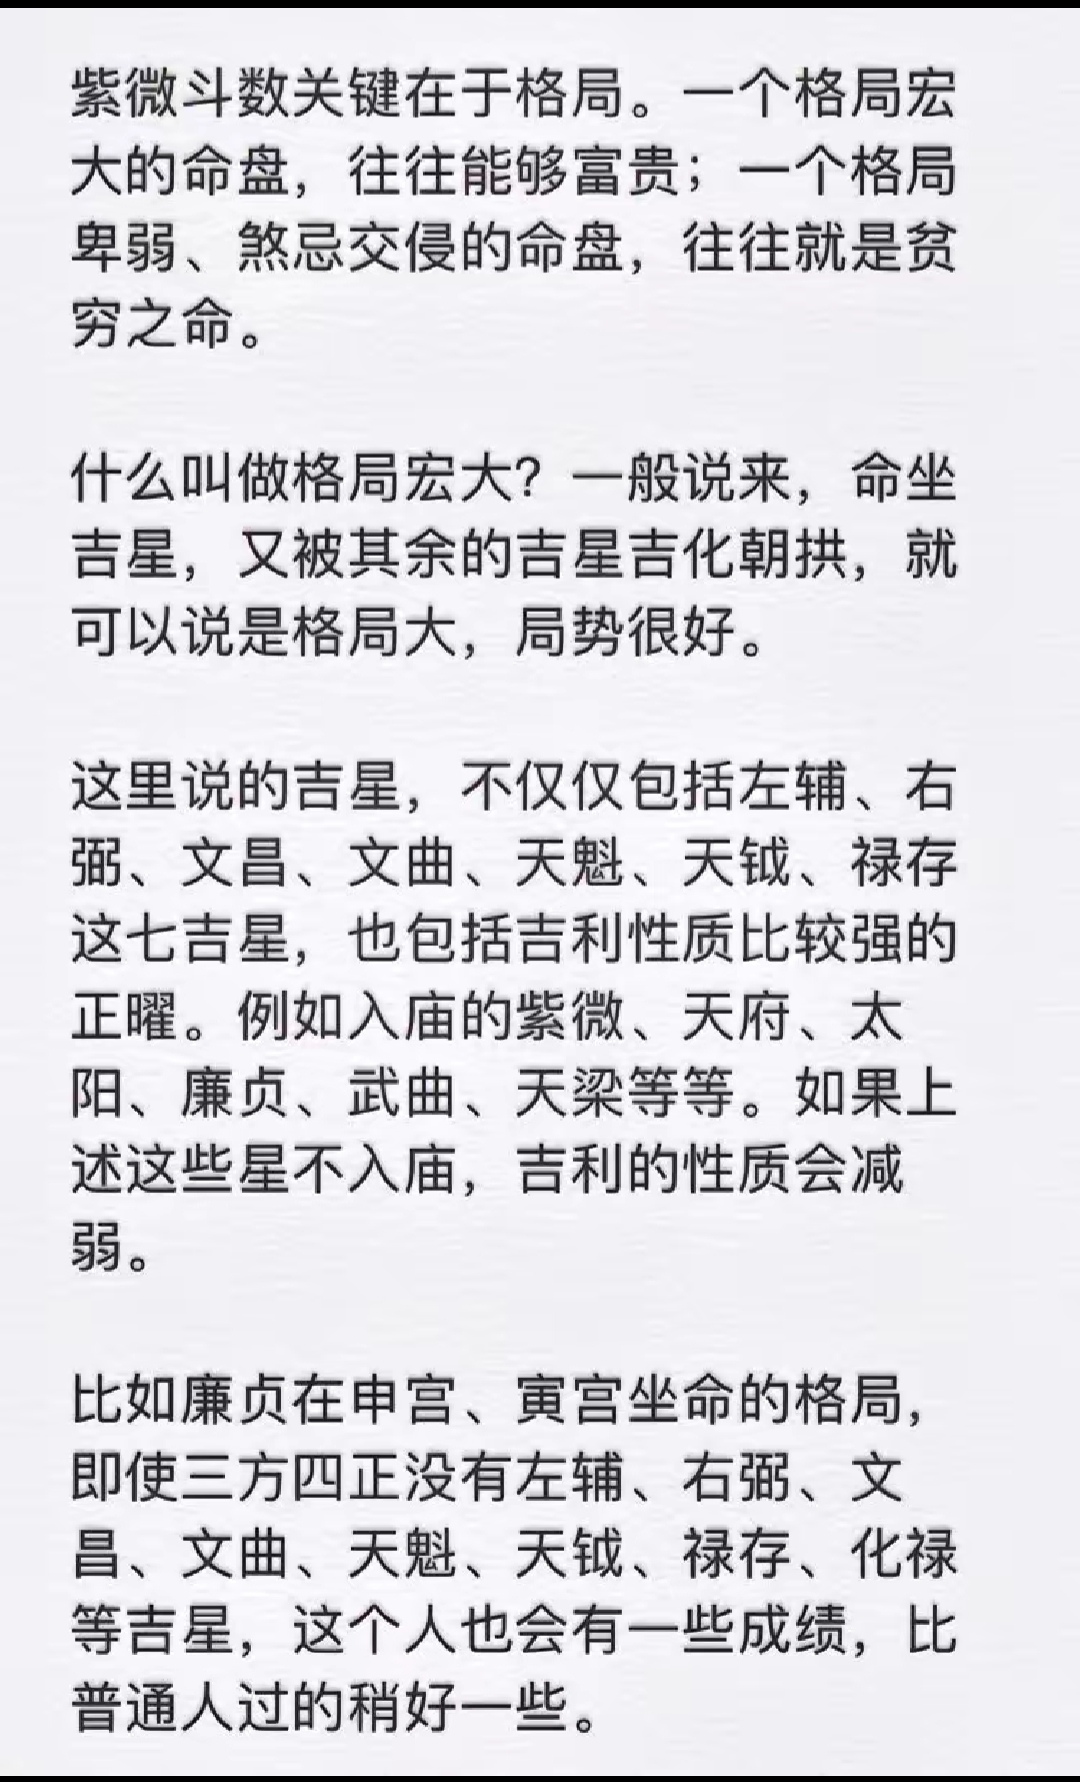 紫微斗数关键在于格局。一个格局宏
大的命盘，往往能够富贵；一个格局
卑弱、煞忌交侵的命盘，往往就是贫
穷之命。
什么叫做格局宏大？一般说来，命坐
吉星，又被其余的吉星吉化朝拱，就
可以说是格局大，局势很好。
这里说的吉星，不仅仅包括左辅、右
弼、文昌、文曲、天魁、天钺、禄存
这七吉星，也包括吉利性质比较强的
正曜。例如入庙的紫微、天府、太
阳、廉贞、武曲、天梁等等。如果上
述这些星不入庙，吉利的性质会减
弱。
比如廉贞在申宫、寅宫坐命的格局，
即使三方四正没有左辅、右弼、文
昌、文曲、天魁、天钺、禄存、化禄
等吉星，这个人也会有一些成绩，比
普通人过的稍好一些。